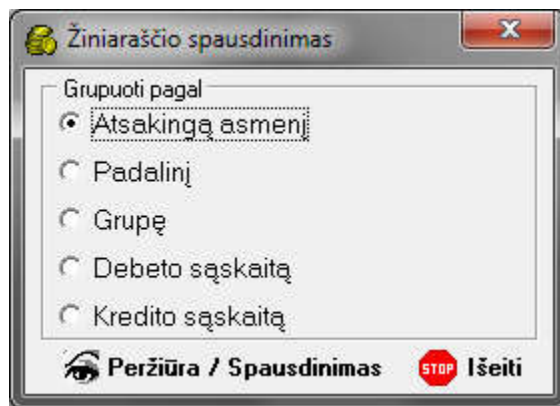 Žiniaraščio spausdinimas
Grupuoti pagal
Atsakingą asmenį
Padalinį
Grupę
Debeto sąskaitą
Kredito sąskaitą
Peržiūra / Spausdinimas STOP Išeiti